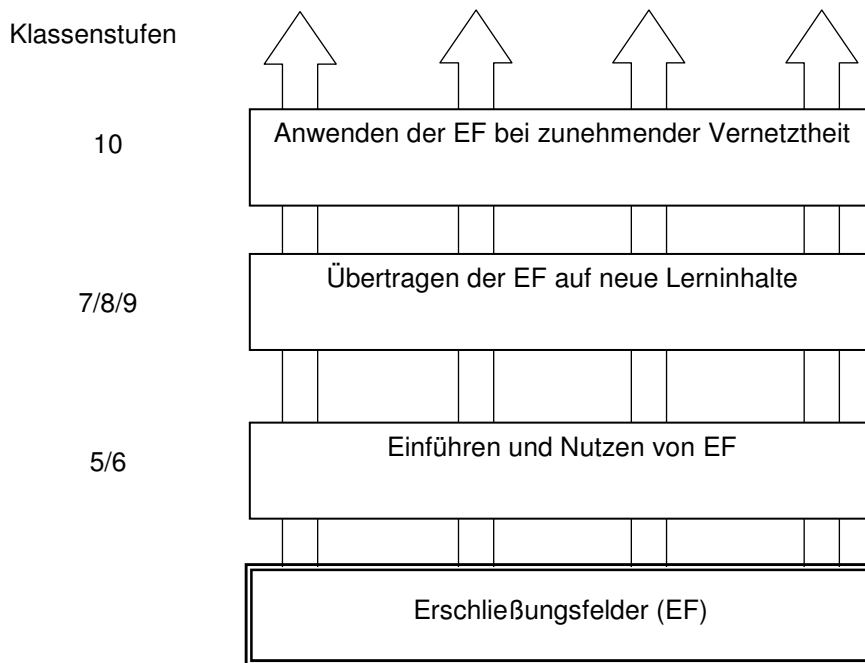 Klassenstufen
10
Anwenden der EF bei zunehmender Vernetztheit
7/8/9
Übertragen der EF auf neue Lerninhalte
5/6
Einführen und Nutzen von EF
Erschließungsfelder (EF)